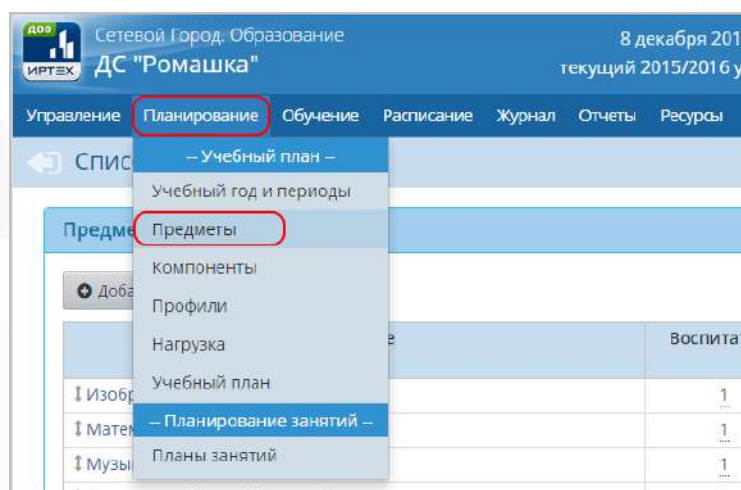 ДОО
ИРТЕХ
Сетевой Город. Образование
ДС "Ромашка"
8 декабря 201
текущий 2015/2016 у
Управление Планирование Обучение Расписание Журнал Отчеты Ресурсы
Спис
-- Учебный план --
Учебный год и периоды
Предме
Предметы
Компоненты
Доба
Профили
Нагрузка
е
Воспита
Учебный план
Изобр
1
-- Планирование занятий --
Матем
1
Планы занятий
Музы
1